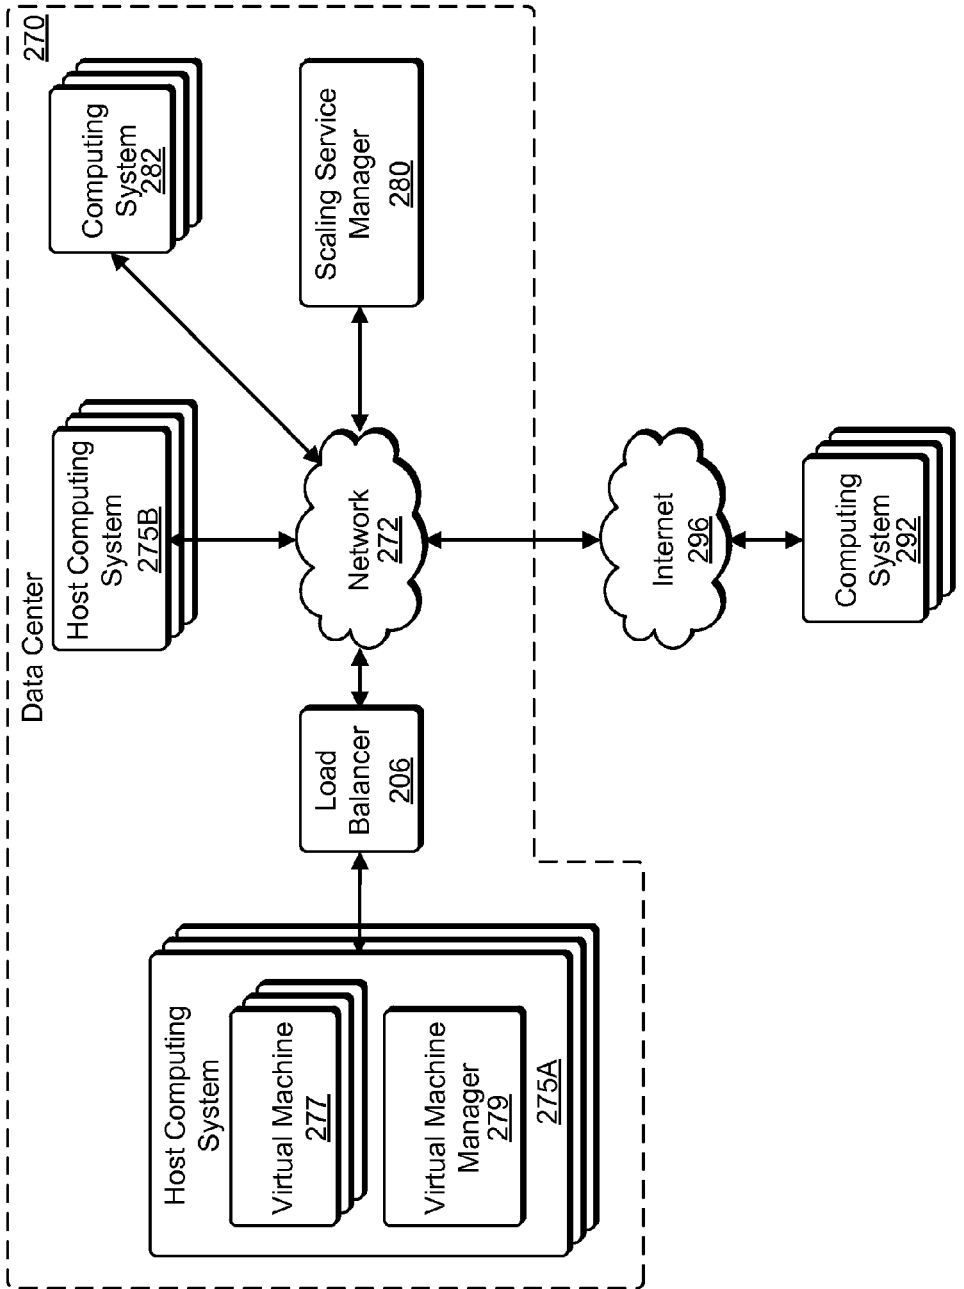 Data Center
270
Host Computing
System
275B
Computing
System
282
Host Computing
System
Virtual Machine
277
Virtual Machine
Manager
279
275A
Load
Balancer
206
Network
272
Scaling Service
Manager
280
Internet
296
Computing
System
292